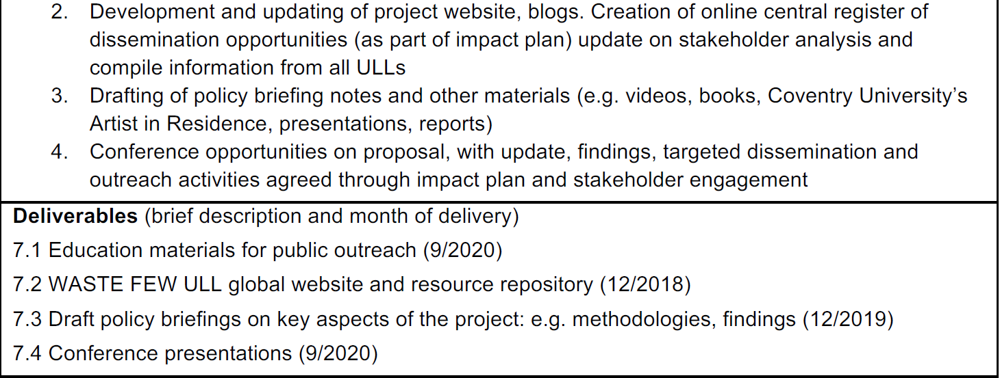 2. Development and updating of project website, blogs. Creation of online central register of
dissemination opportunities (as part of impact plan) update on stakeholder analysis and
compile information from all ULLs
3. Drafting of policy briefing notes and other materials (e.g. videos, books, Coventry University’s
Artist in Residence, presentations, reports)
4. Conference opportunities on proposal, with update, findings, targeted dissemination and
outreach activities agreed through impact plan and stakeholder engagement
Deliverables (brief description and month of delivery)
7.1 Education materials for public outreach (9/2020)
7.2 WASTE FEW ULL global website and resource repository (12/2018)
7.3 Draft policy briefings on key aspects of the project: e.g. methodologies, findings (12/2019)
7.4 Conference presentations (9/2020)